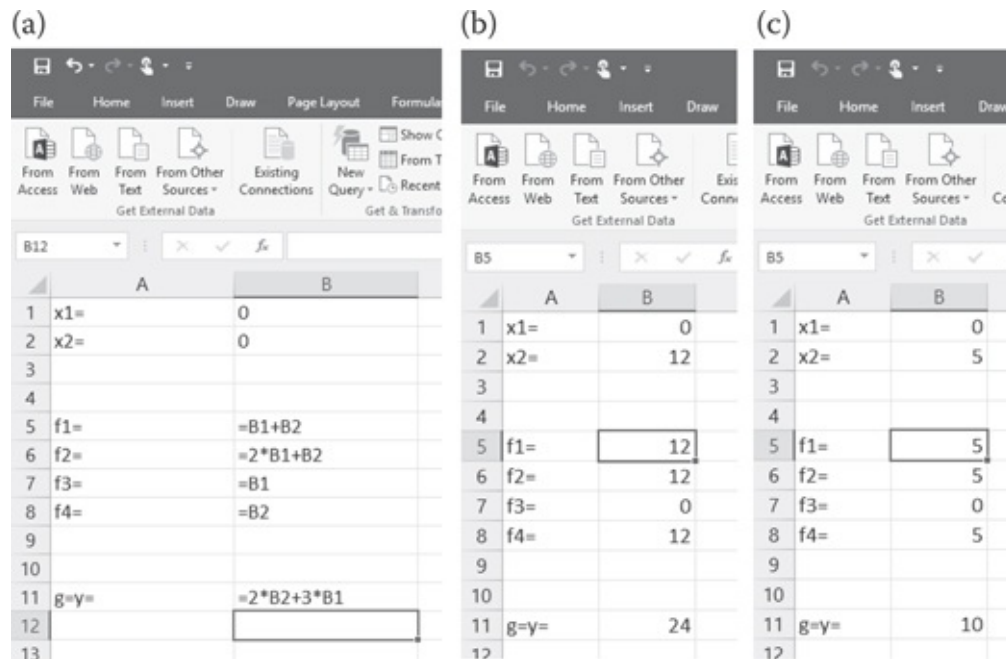 (a)
File Home Insert Draw Page Layout Formula
From Access
From Web
From Text
From Other Sources
Existing Connections
New Query
Show
From
Recent
Get External Data
Get & Transfo
B12 fx
A B
1 x1= 0
2 x2= 0
3
4
5 f1= =B1+B2
6 f2= =2*B1+B2
7 f3= =B1
8 f4= =B2
9
10
11 g=y= =2*B2+3*B1
12
13
(b)
File Home Insert Draw
From Access
From Web
From Text
From Other Sources
Get External Data
B5 fx
A B
1 x1= 0
2 x2= 12
3
4
5 f1= 12
6 f2= 12
7 f3= 0
8 f4= 12
9
10
11 g=y= 24
12
(c)
File Home Insert
From Access
From Web
From Text
From Other Sources
Get External Data
B5
A B
1 x1= 0
2 x2= 5
3
4
5 f1= 5
6 f2= 5
7 f3= 0
8 f4= 5
9
10
11 g=y= 10
12